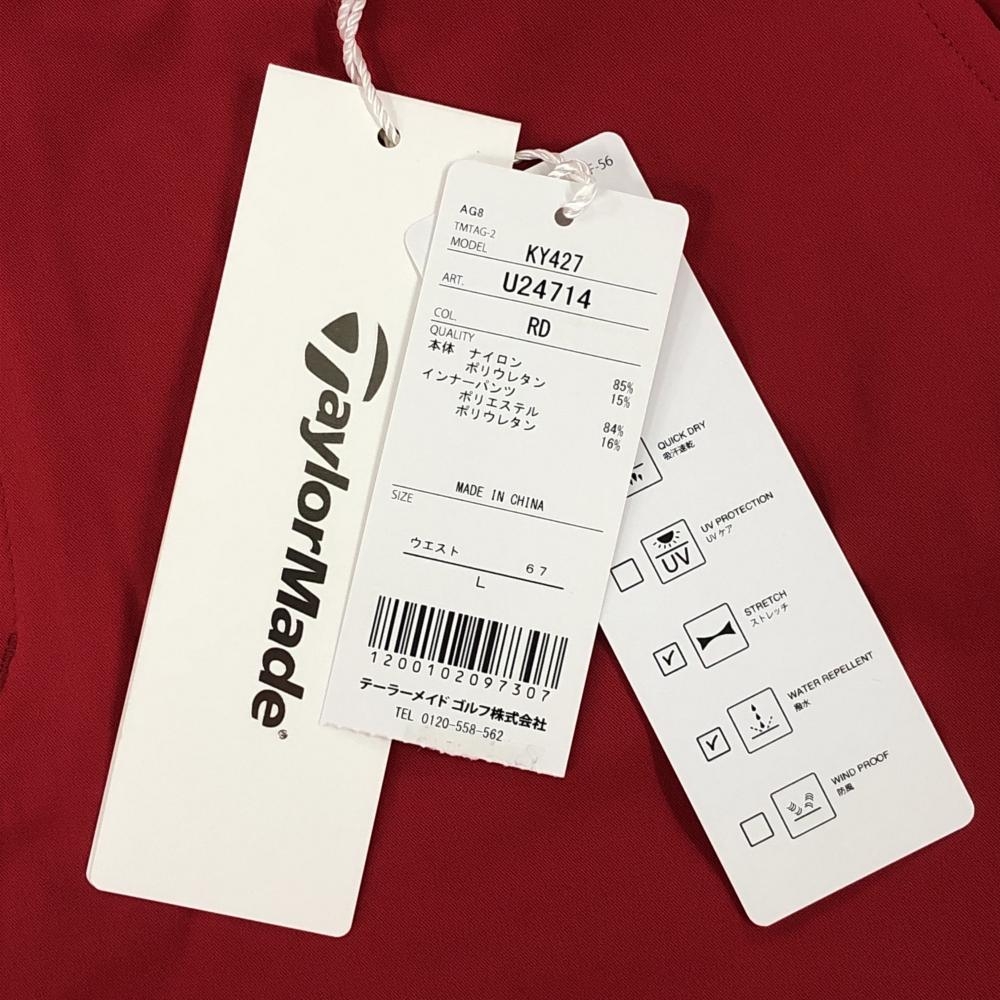 TaylorMade
AG8
TMTAG-2
MODEL KY427
ART. U24714
COL. RD
QUALITY
本体 ナイロン 85%
ポリウレタン 15%
インナーパンツ
ポリエステル 84%
ポリウレタン 16%
MADE IN CHINA
SIZE
ウエスト 67
L
1200102097307
テーラーメイド ゴルフ株式会社
TEL 0120-558-562
-56
QUICK DRY
吸汗速乾
UV PROTECTION
UV ケア
UV
STRETCH
ストレッチ
WATER REPELLENT
撥水
WIND PROOF
防風